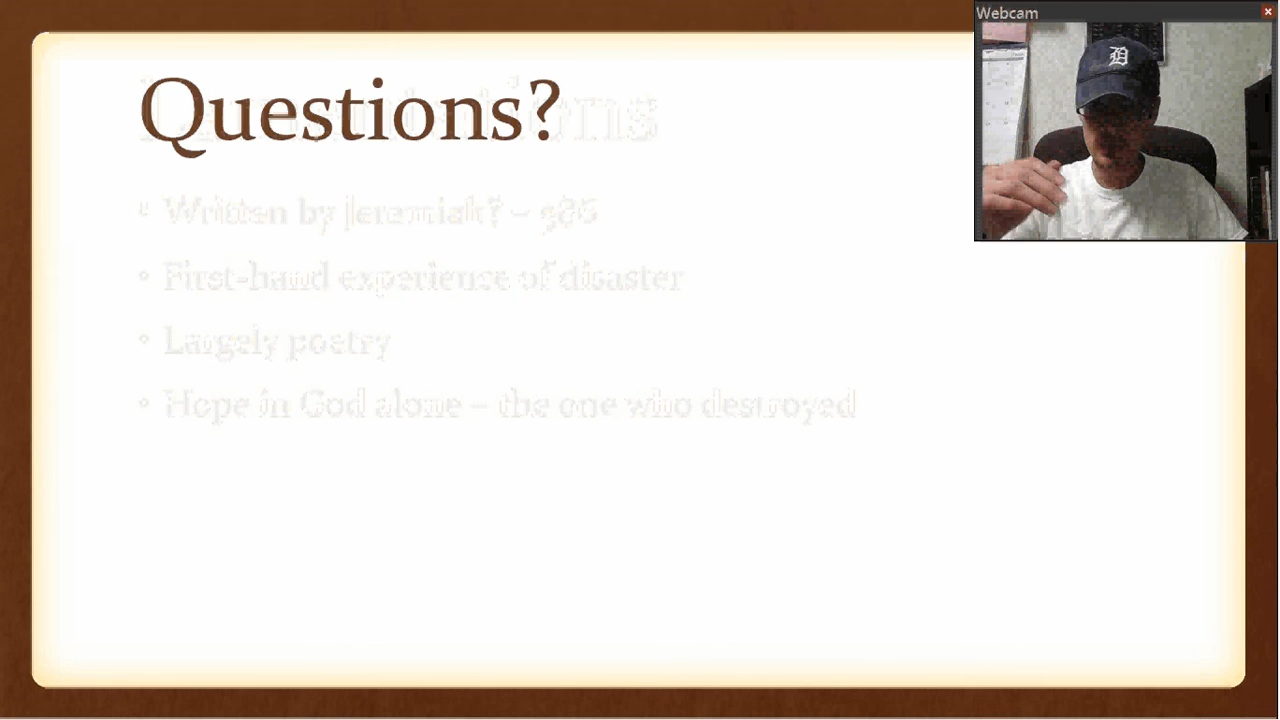 Webcam
Questions?
• Written by Jeremiah? – 586
• First-hand experience of disaster
• Largely poetry
• Hope in God alone – the one who destroyed